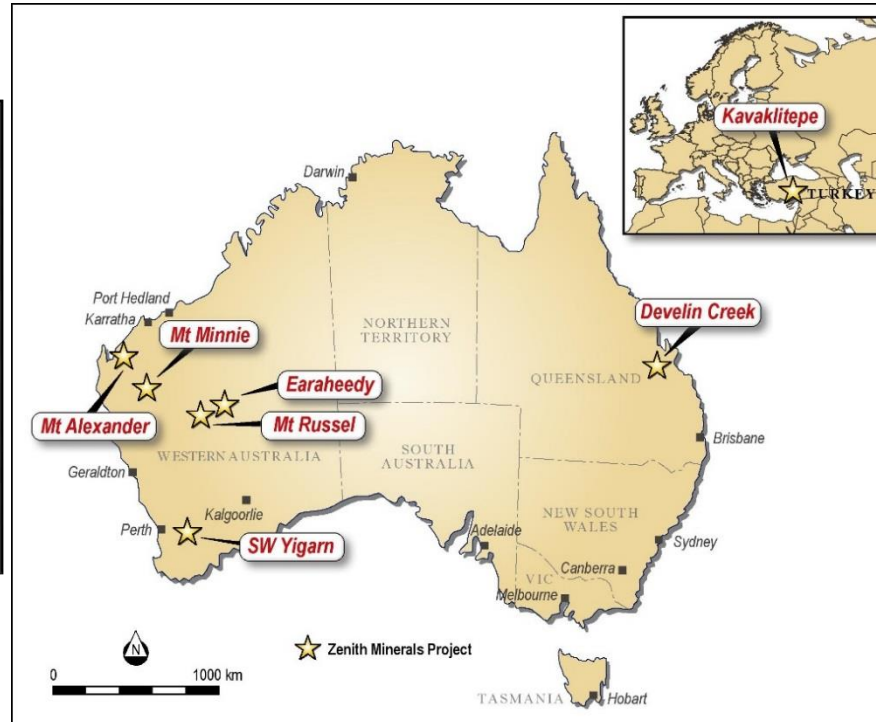 Kavaklitepe
TURKEY
Darwin
Port Hedland
Karratha
Mt Minnie
Develin Creek
NORTHERN
TERRITORY
Earaheedy
QUEENSLAND
Mt Alexander
Mt Russel
Brisbane
WESTERN AUSTRALIA
SOUTH
AUSTRALIA
Geraldton
Kalgoorlie
NEW SOUTH
WALES
Perth
SW Yigarn
Adelaide
Sydney
Canberra
VIC
Melbourne
N
Zenith Minerals Project
0
1000 km
TASMANIA
Hobart